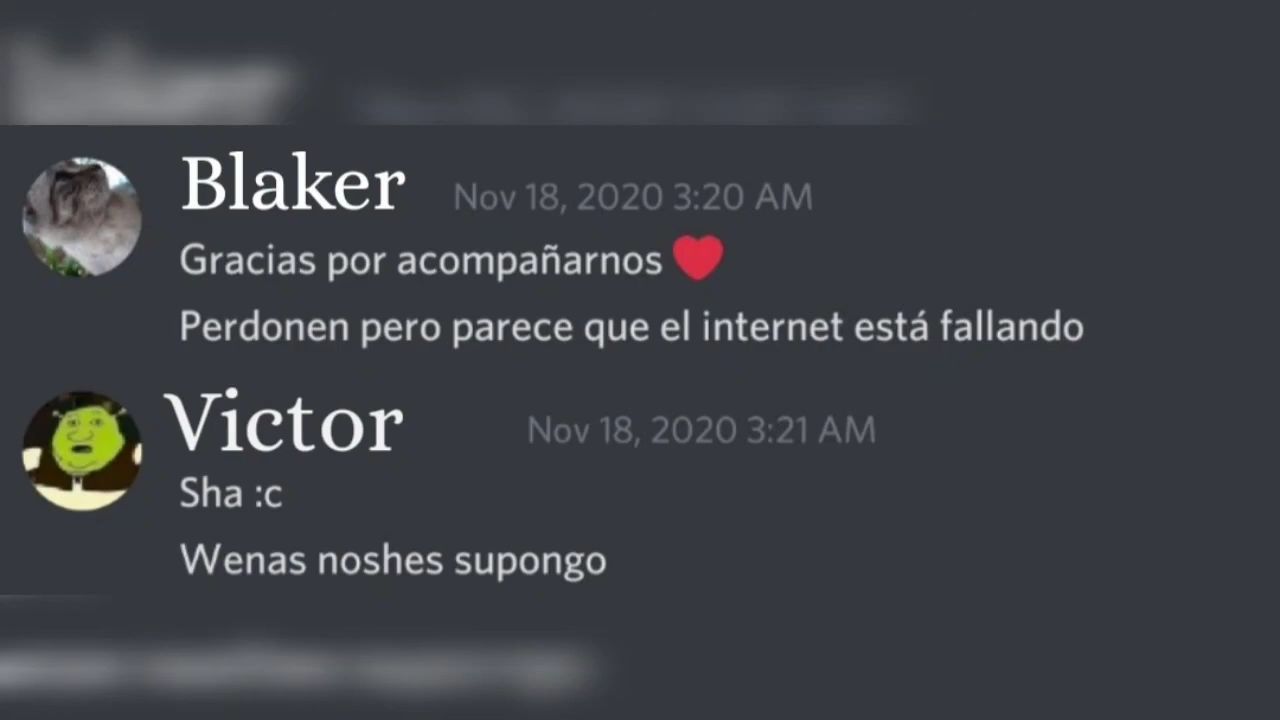 Blaker Nov 18, 2020 3:20 AM
Gracias por acompañarnos ❤️
Perdonen pero parece que el internet está fallando
Victor Nov 18, 2020 3:21 AM
Sha :c
Wenas noshes supongo